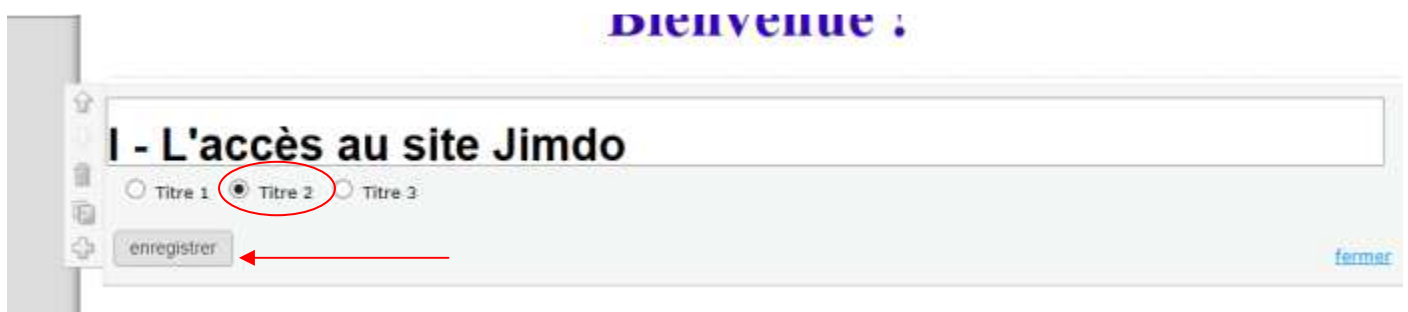 Bienvenue !
I - L'accès au site Jimdo
Titre 1 Titre 2 Titre 3
enregistrer
fermer